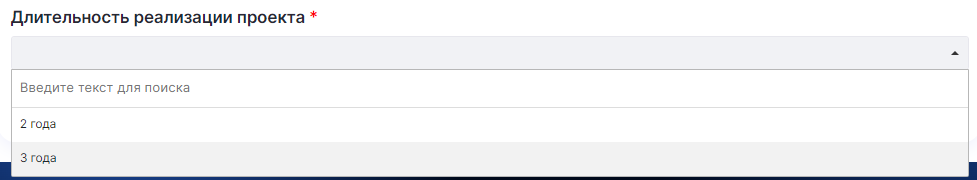 Длительность реализации проекта *
Введите текст для поиска
2 года
3 года